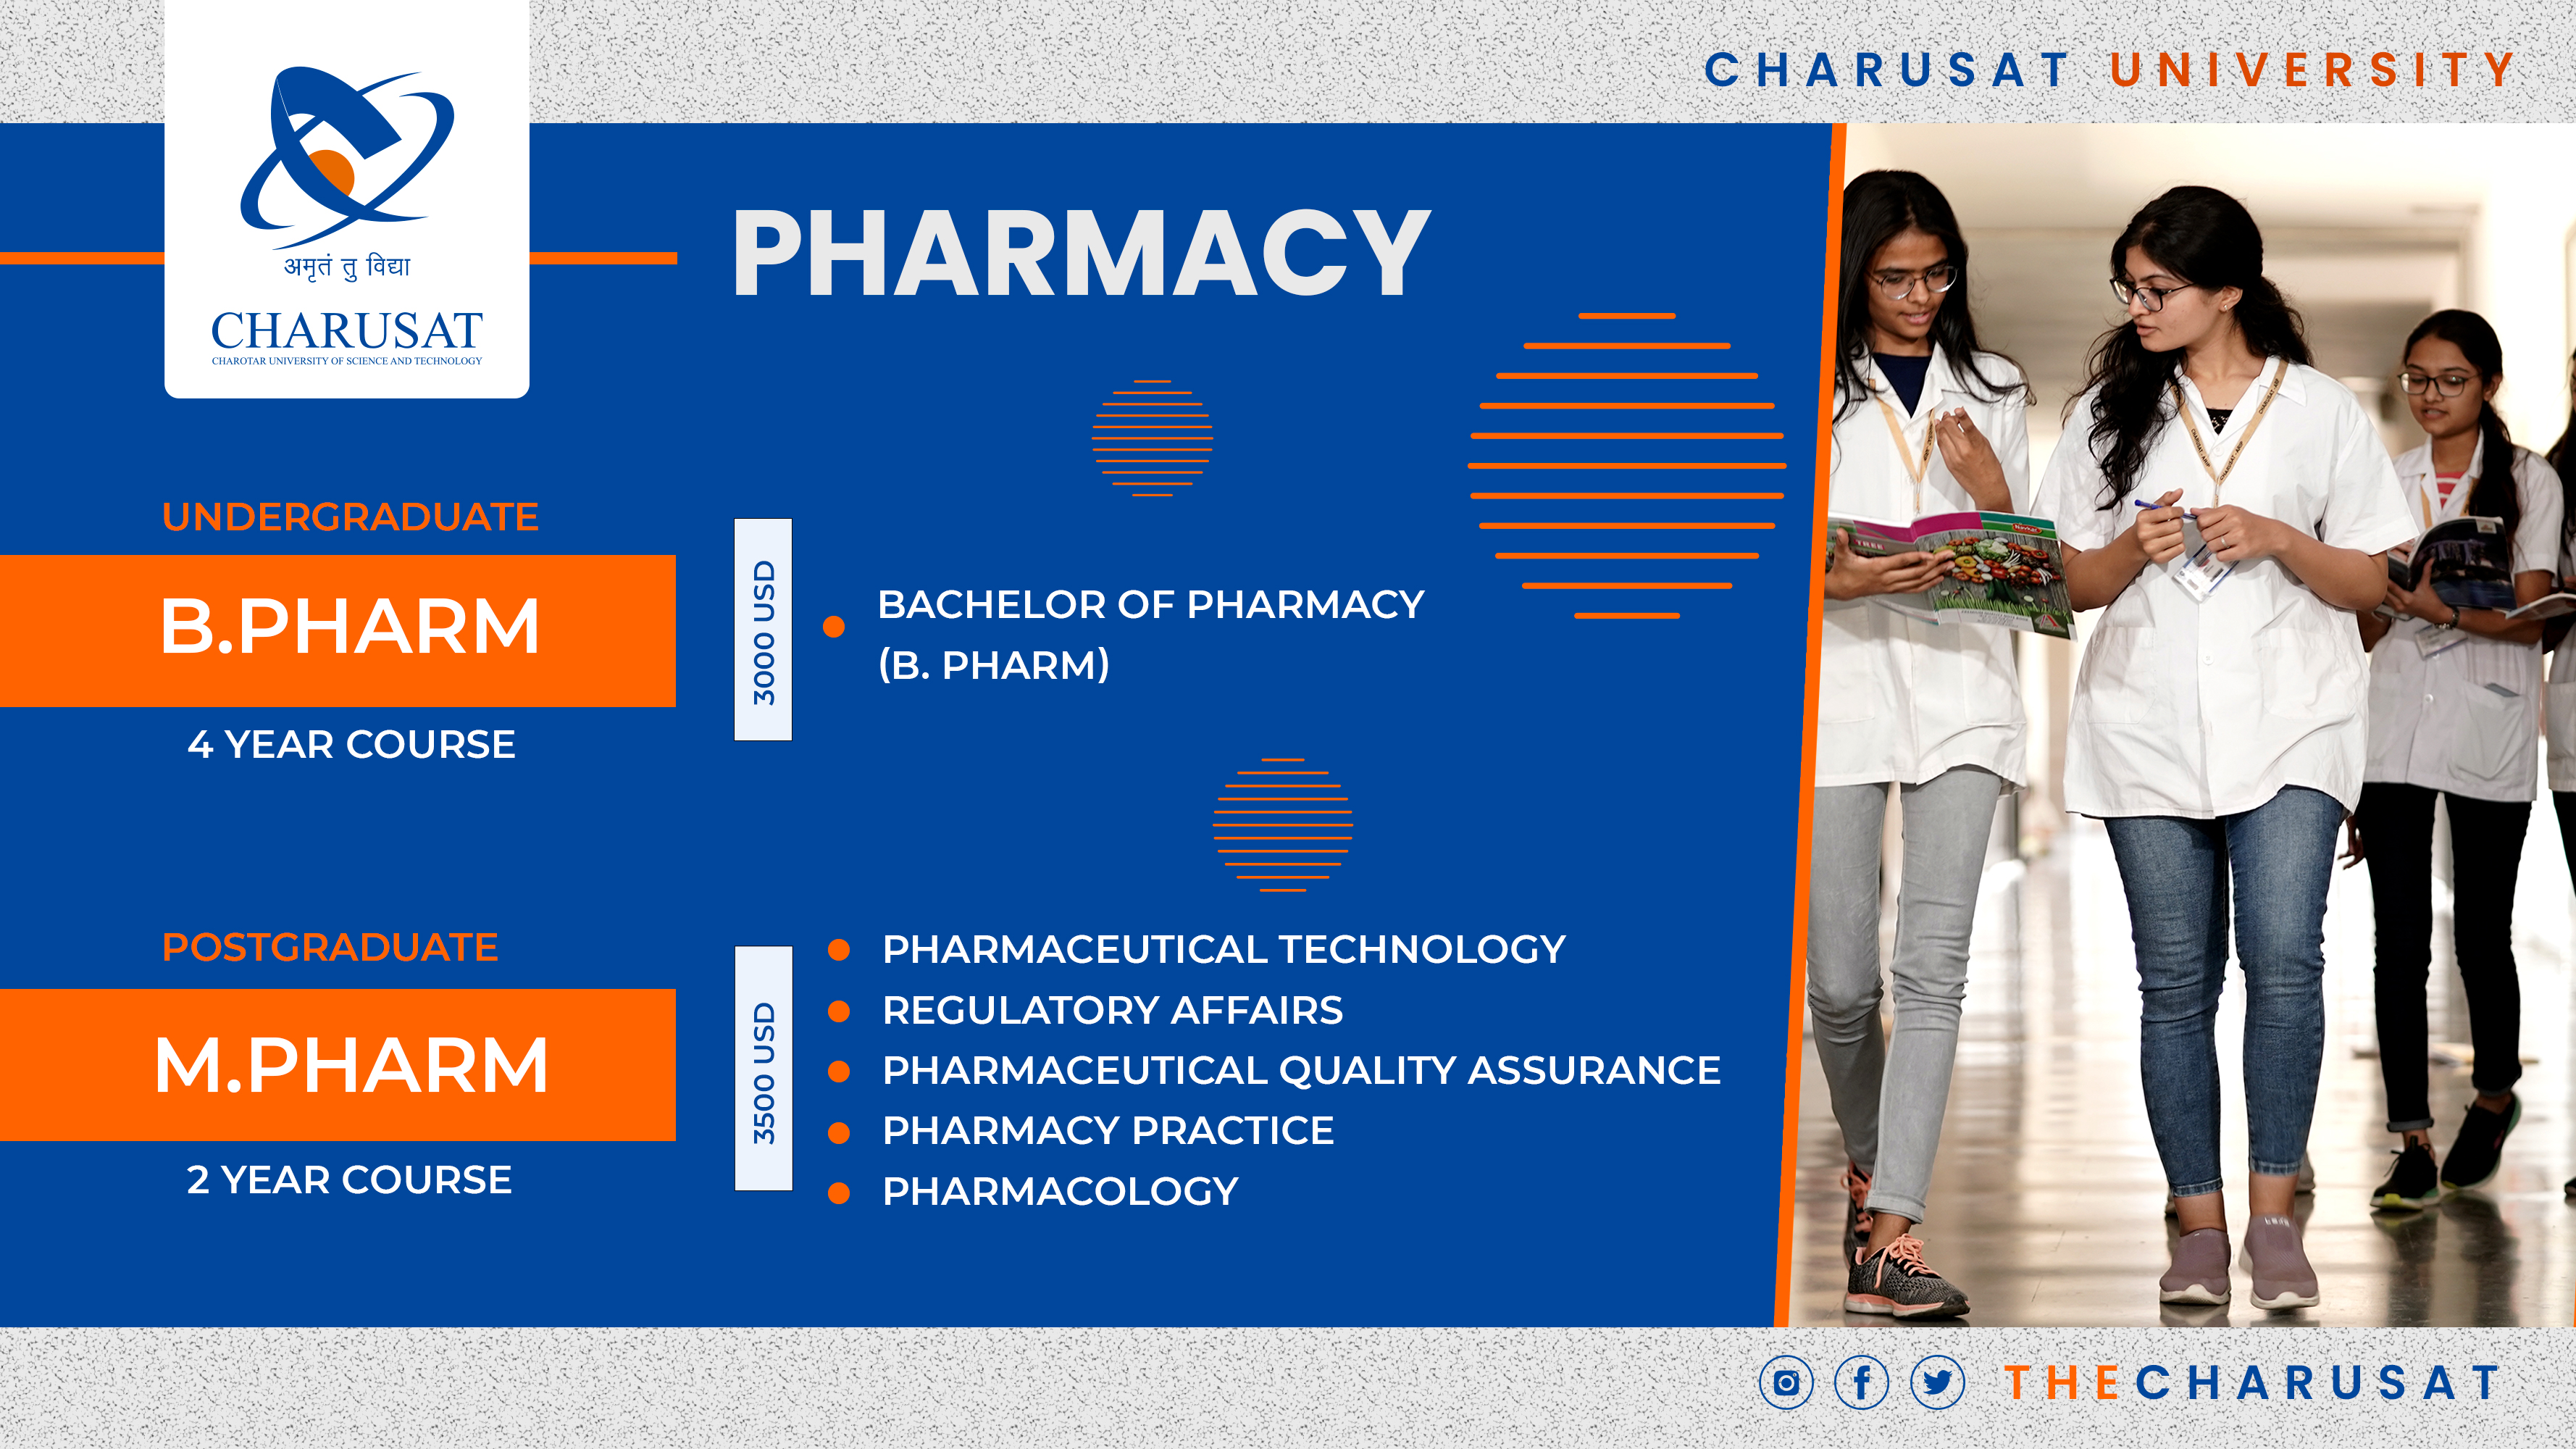 CHARUSAT UNIVERSITY
अमृतं तु विद्या
CHARUSAT
CHAROTAR UNIVERSITY OF SCIENCE AND TECHNOLOGY
PHARMACY
UNDERGRADUATE
B.PHARM
4 YEAR COURSE
3000 USD
BACHELOR OF PHARMACY
(B. PHARM)
POSTGRADUATE
M.PHARM
2 YEAR COURSE
3500 USD
PHARMACEUTICAL TECHNOLOGY
REGULATORY AFFAIRS
PHARMACEUTICAL QUALITY ASSURANCE
PHARMACY PRACTICE
PHARMACOLOGY
TREE
THECHARUSAT